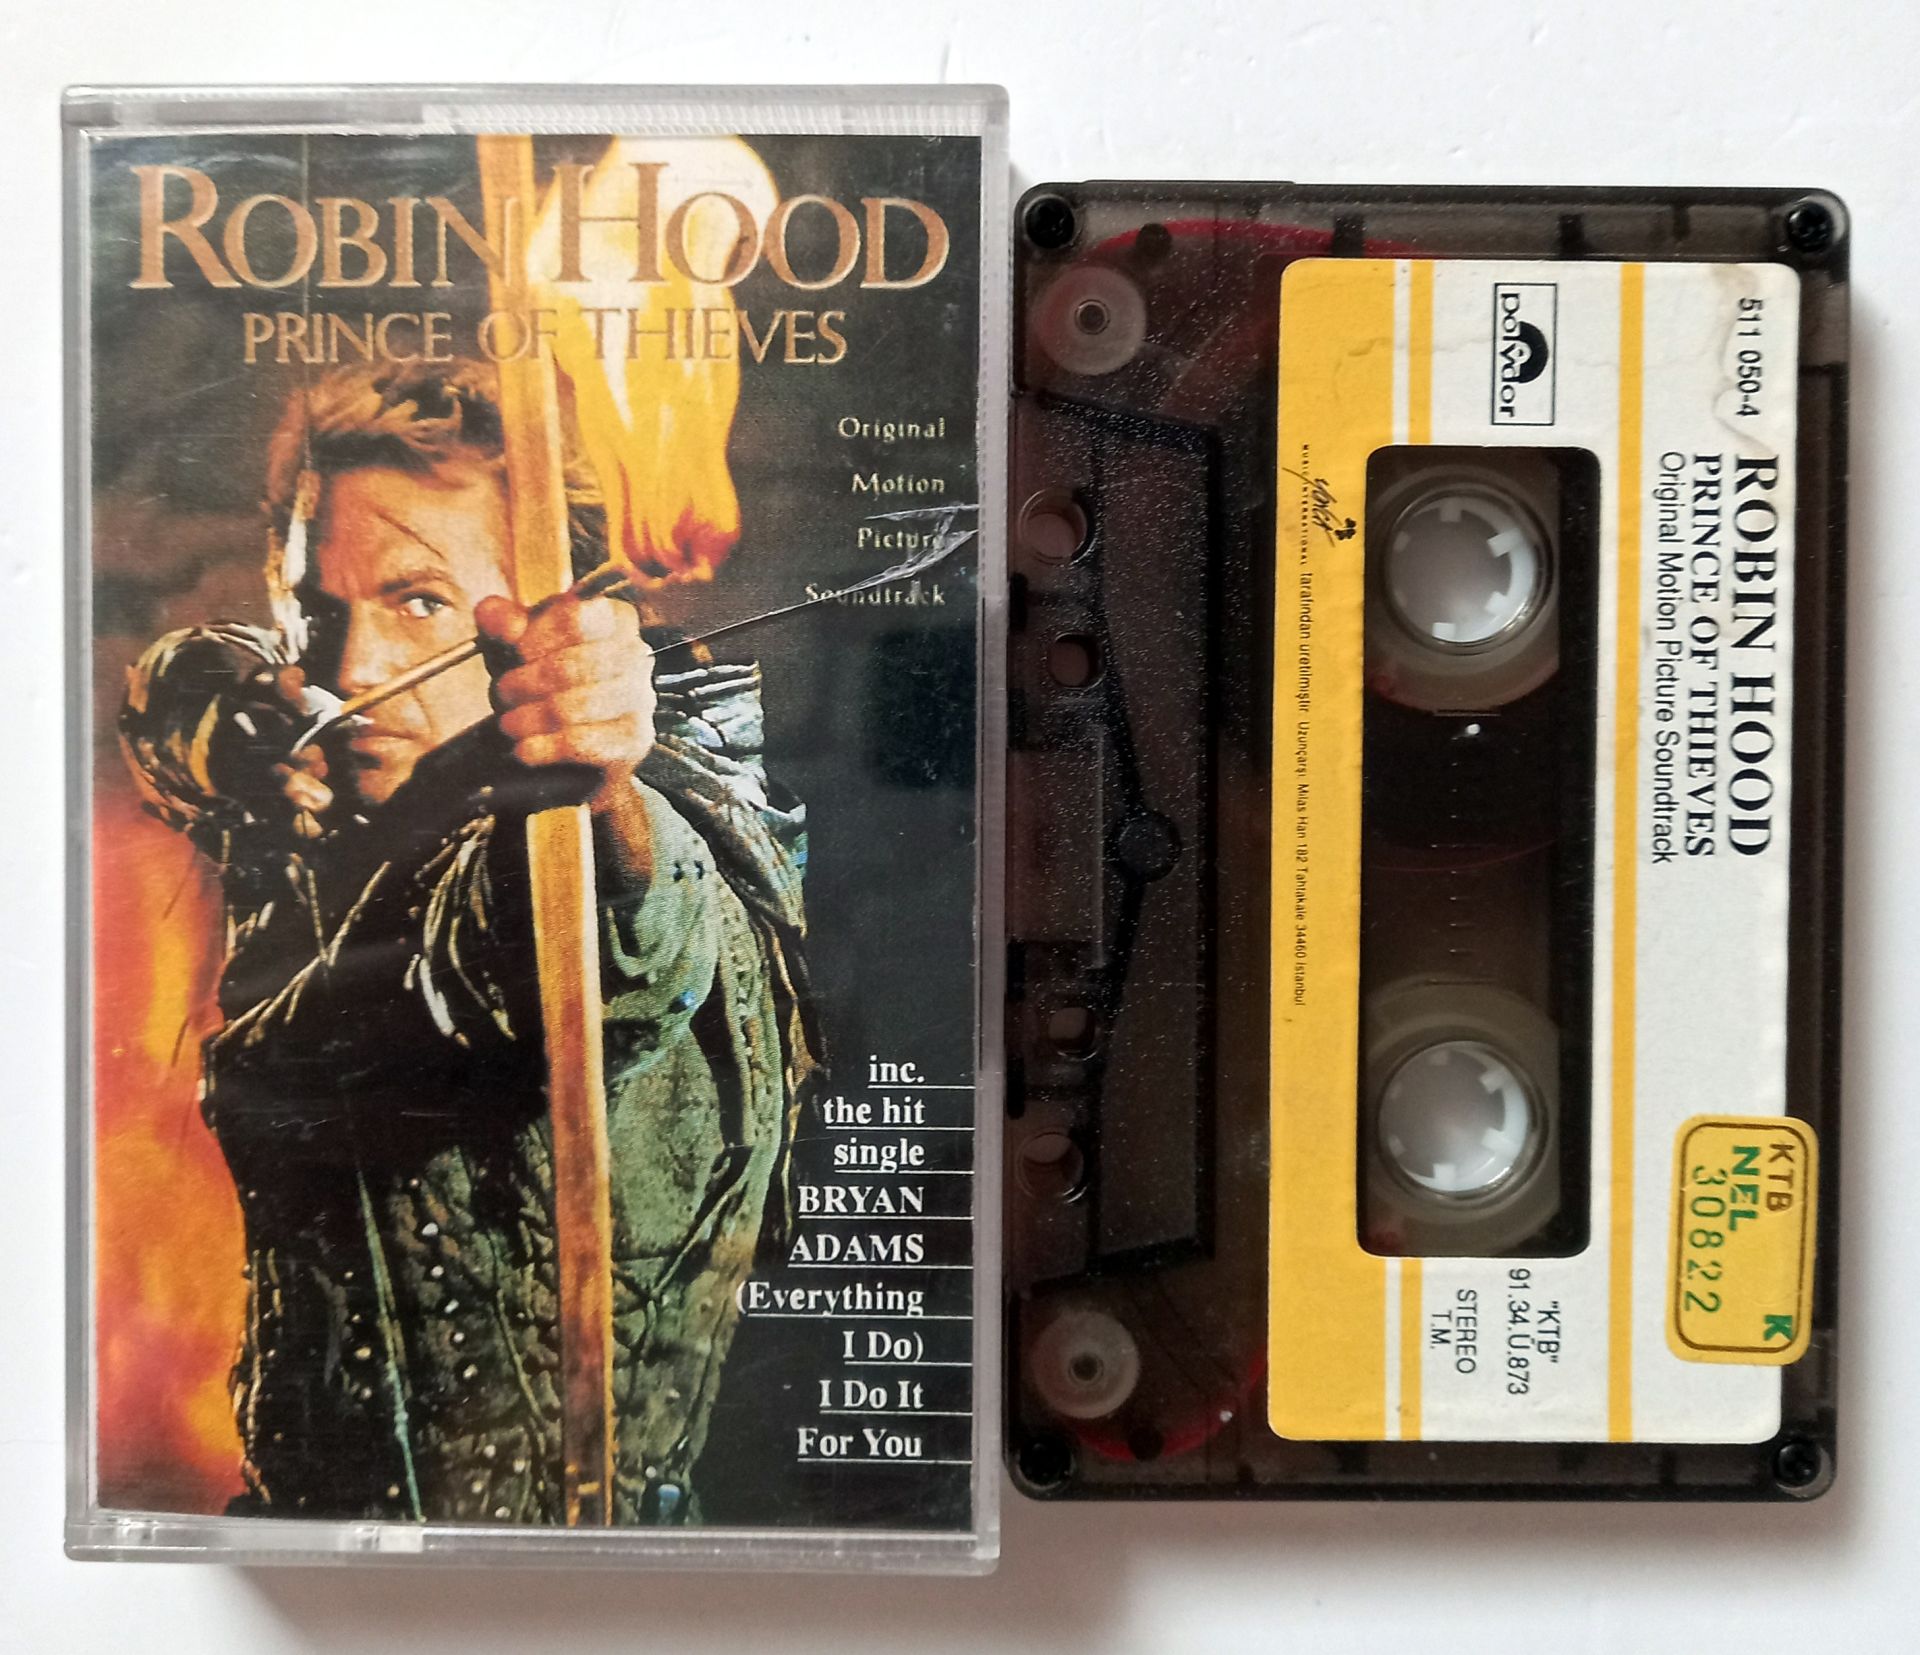 ROBIN HOOD
PRINCE OF THIEVES
Original
Motion
Picture
Soundtrack
inc.
the hit
single
BRYAN
ADAMS
(Everything
I Do)
I Do It
For You
511 050-4
ROBIN HOOD
PRINCE OF THIEVES
Original Motion Picture Soundtrack
polydor
KTB
NEL
30822
K
"KTB"
91.34.Ü.873
STEREO
T.M.
MUSIC INTERNATIONAL tarafından üretilmiştir. Uzunçarşı Milas Han 182 Tahtakale 34460 İstanbul